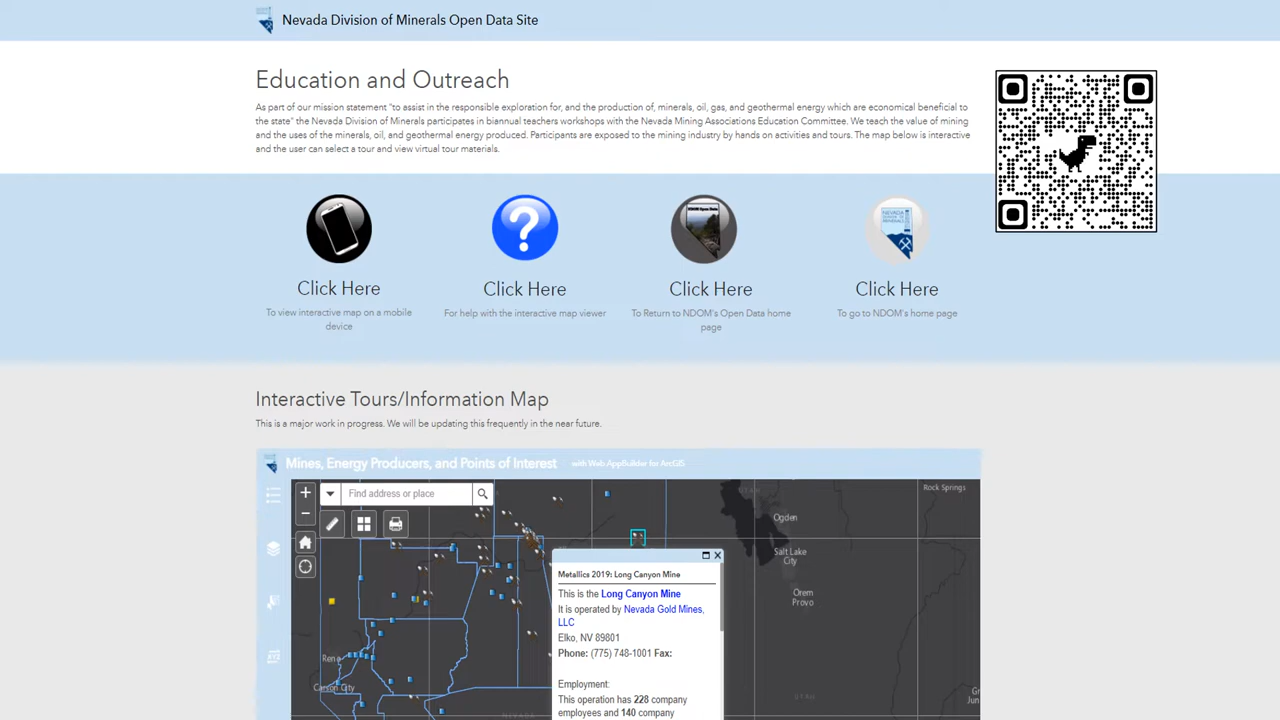 Nevada Division of Minerals Open Data Site
Education and Outreach
As part of our mission statement "to assist in the responsible exploration for, and the production of, minerals, oil, gas, and geothermal energy which are economical beneficial to
the state" the Nevada Division of Minerals participates in biannual teachers workshops with the Nevada Mining Associations Education Committee. We teach the value of mining
and the uses of the minerals, oil, and geothermal energy produced. Participants are exposed to the mining industry by hands on activities and tours. The map below is interactive
and the user can select a tour and view virtual tour materials.
NDOM Open Data
NEVADA
DIVISION OF
MINERALS
Click Here
Click Here
Click Here
Click Here
To view interactive map on a mobile
device
For help with the interactive map viewer
To Return to NDOM's Open Data home
page
To go to NDOM's home page
Interactive Tours/Information Map
This is a major work in progress. We will be updating this frequently in the near future.
Mines, Energy Producers, and Points of Interest
with Web AppBuilder for ArcGIS
Find address or place
Rock Springs
Ogden
Salt Lake
City
Orem
Provo
Reno
Carson City
NEVADA
UTAH
Metallics 2019: Long Canyon Mine
This is the Long Canyon Mine
It is operated by Nevada Gold Mines,
LLC
Elko, NV 89801
Phone: (775) 748-1001 Fax:
Employment:
This operation has 228 company
employees and 140 company